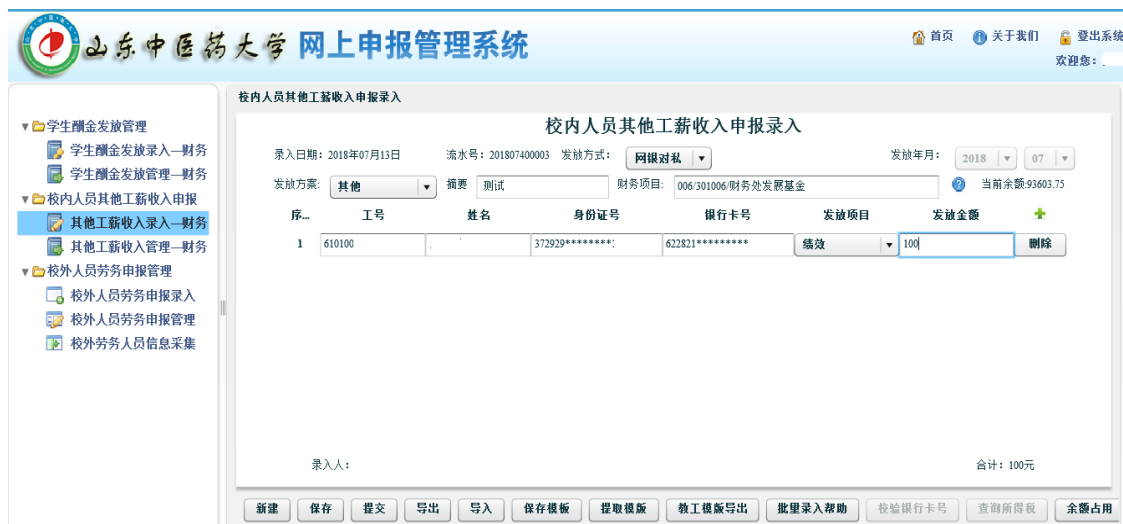 山东中医药大学 网上申报管理系统
首页 关于我们 登出系统
欢迎您：
校内人员其他工薪收入申报录入
学生酬金发放管理
学生酬金发放录入—财务
学生酬金发放管理—财务
校内人员其他工薪收入申报
其他工薪收入录入—财务
其他工薪收入管理—财务
校外人员劳务申报管理
校外人员劳务申报录入
校外人员劳务申报管理
校外劳务人员信息采集
校内人员其他工薪收入申报录入
录入日期：2018年07月13日 流水号：201807400003 发放方式： 网银对私 发放年月： 2018 07
发放方案: 其他 摘要 测试 财务项目: 006/301006/财务处发展基金 当前余额:93603.75
序... 工号 姓名 身份证号 银行卡号 发放项目 发放金额
1 610100 372929******** 622821********* 绩效 100 删除
录入人： 合计：100元
新建 保存 提交 导出 导入 保存模板 提取模版 教工模版导出 批里录入帮助 校验银行卡号 查询所得税 余额占用